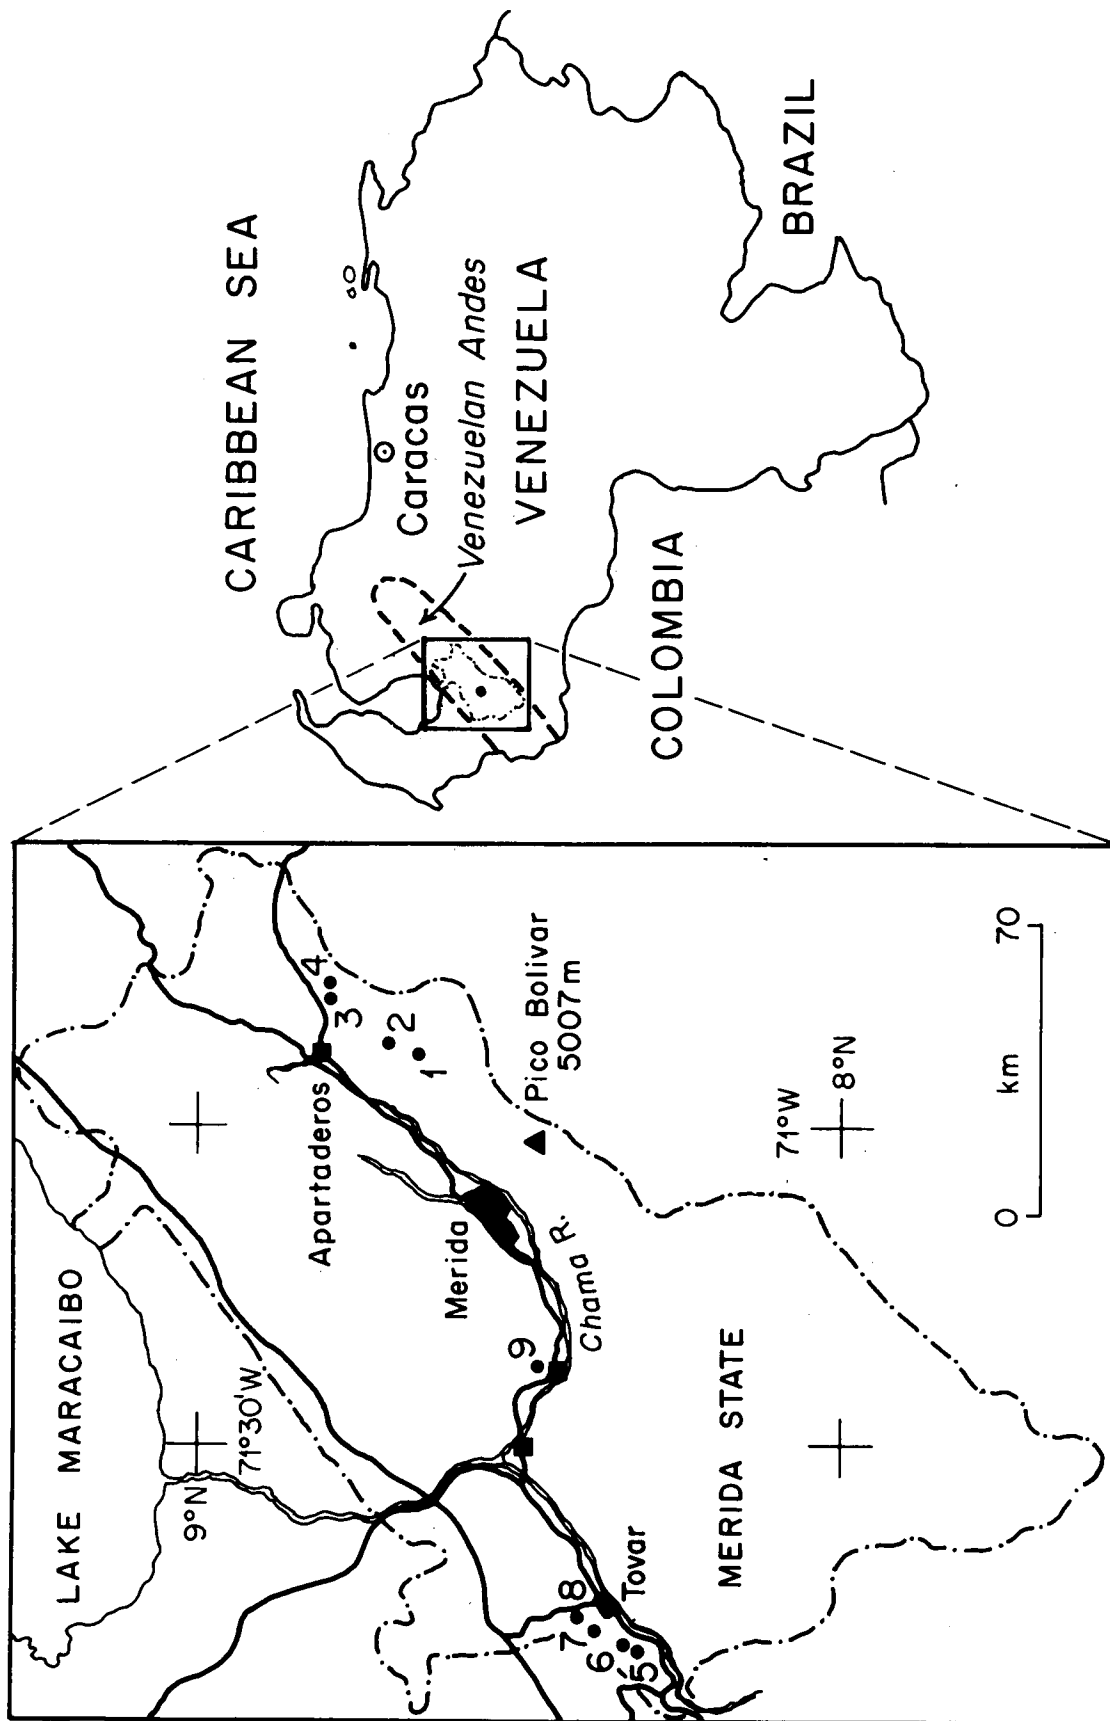 LAKE MARACAIBO
9°N
71°30'W
Apartaderos
Merida
Chama R.
9
3
4
2
1
Pico Bolivar
5007m
8
7
6
5
Tovar
MERIDA STATE
71°W
8°N
0
km
70
CARIBBEAN SEA
Caracas
Venezuelan Andes
VENEZUELA
COLOMBIA
BRAZIL